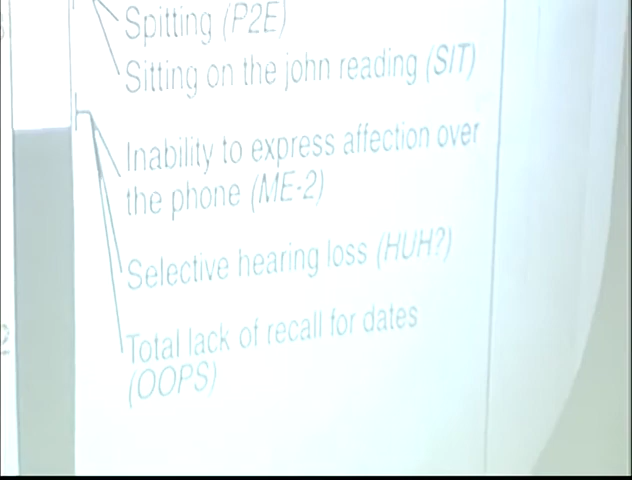 Spitting (P2E)
Sitting on the john reading (SIT)
Inability to express affection over
the phone (ME-2)
Selective hearing loss (HUH?)
Total lack of recall for dates
(OOPS)